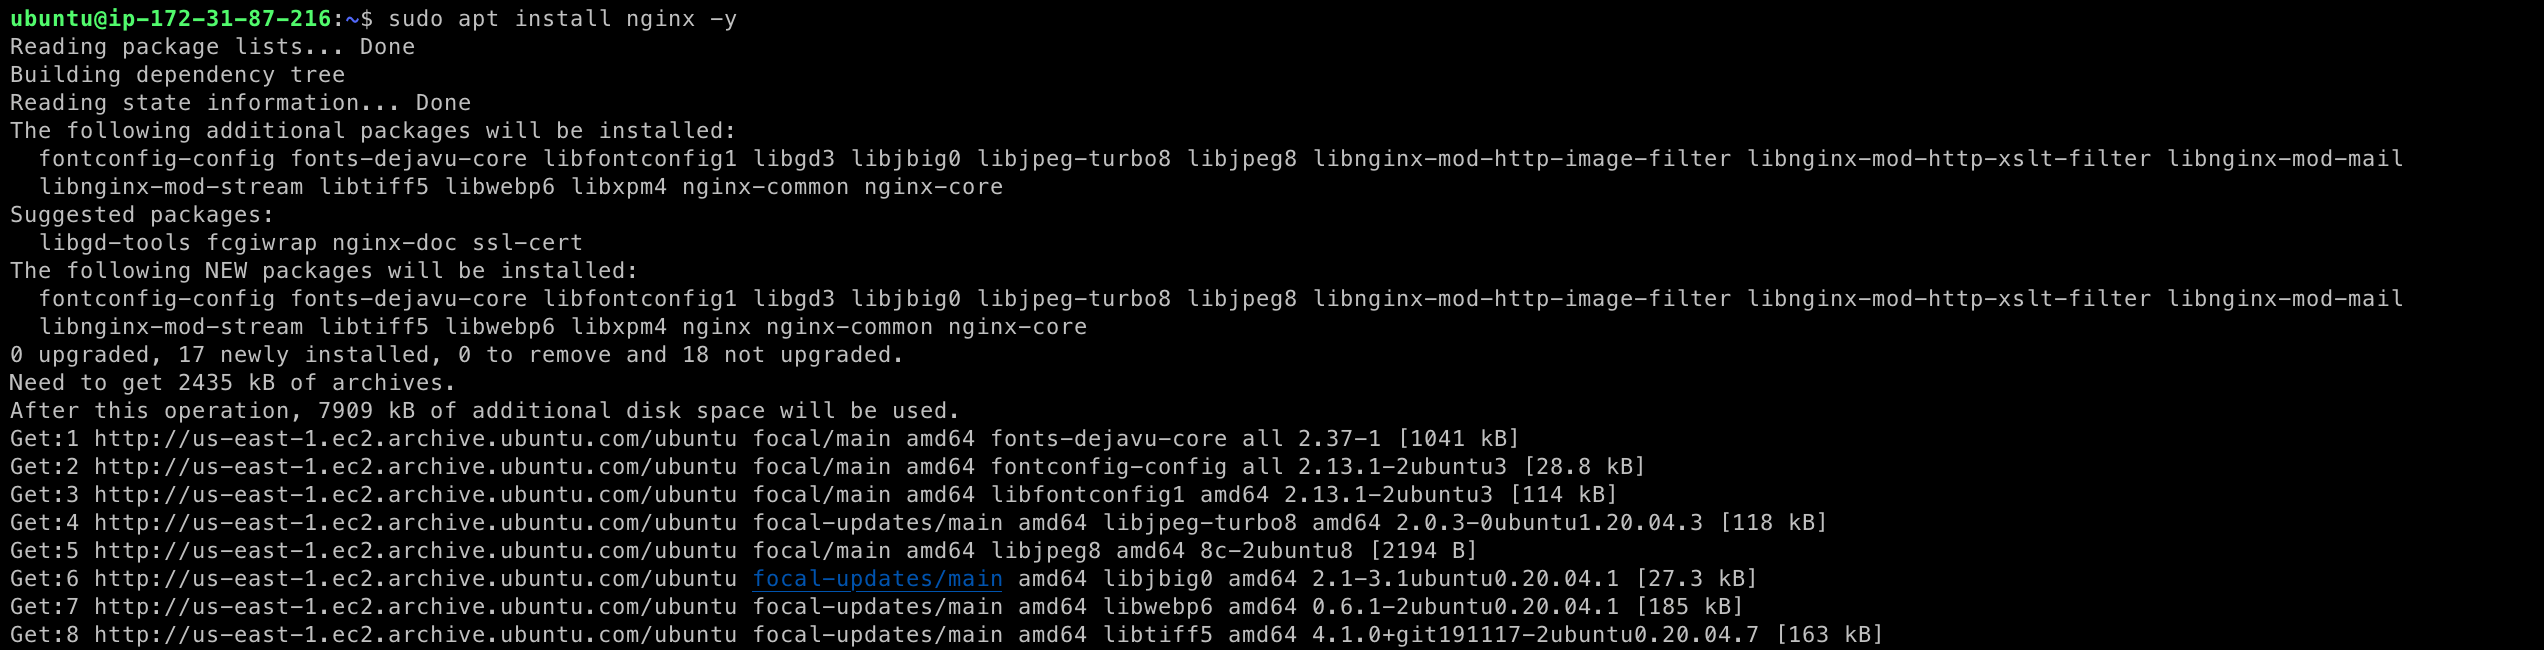 ubuntu@ip-172-31-87-216:~$ sudo apt install nginx -y
Reading package lists... Done
Building dependency tree
Reading state information... Done
The following additional packages will be installed:
  fontconfig-config fonts-dejavu-core libfontconfig1 libgd3 libjbig0 libjpeg-turbo8 libjpeg8 libnginx-mod-http-image-filter libnginx-mod-http-xslt-filter libnginx-mod-mail
  libnginx-mod-stream libtiff5 libwebp6 libxpm4 nginx-common nginx-core
Suggested packages:
  libgd-tools fcgiwrap nginx-doc ssl-cert
The following NEW packages will be installed:
  fontconfig-config fonts-dejavu-core libfontconfig1 libgd3 libjbig0 libjpeg-turbo8 libjpeg8 libnginx-mod-http-image-filter libnginx-mod-http-xslt-filter libnginx-mod-mail
  libnginx-mod-stream libtiff5 libwebp6 libxpm4 nginx nginx-common nginx-core
0 upgraded, 17 newly installed, 0 to remove and 18 not upgraded.
Need to get 2435 kB of archives.
After this operation, 7909 kB of additional disk space will be used.
Get:1 http://us-east-1.ec2.archive.ubuntu.com/ubuntu focal/main amd64 fonts-dejavu-core all 2.37-1 [1041 kB]
Get:2 http://us-east-1.ec2.archive.ubuntu.com/ubuntu focal/main amd64 fontconfig-config all 2.13.1-2ubuntu3 [28.8 kB]
Get:3 http://us-east-1.ec2.archive.ubuntu.com/ubuntu focal/main amd64 libfontconfig1 amd64 2.13.1-2ubuntu3 [114 kB]
Get:4 http://us-east-1.ec2.archive.ubuntu.com/ubuntu focal-updates/main amd64 libjpeg-turbo8 amd64 2.0.3-0ubuntu1.20.04.3 [118 kB]
Get:5 http://us-east-1.ec2.archive.ubuntu.com/ubuntu focal/main amd64 libjpeg8 amd64 8c-2ubuntu8 [2194 B]
Get:6 http://us-east-1.ec2.archive.ubuntu.com/ubuntu focal-updates/main amd64 libjbig0 amd64 2.1-3.1ubuntu0.20.04.1 [27.3 kB]
Get:7 http://us-east-1.ec2.archive.ubuntu.com/ubuntu focal-updates/main amd64 libwebp6 amd64 0.6.1-2ubuntu0.20.04.1 [185 kB]
Get:8 http://us-east-1.ec2.archive.ubuntu.com/ubuntu focal-updates/main amd64 libtiff5 amd64 4.1.0+git191117-2ubuntu0.20.04.7 [163 kB]